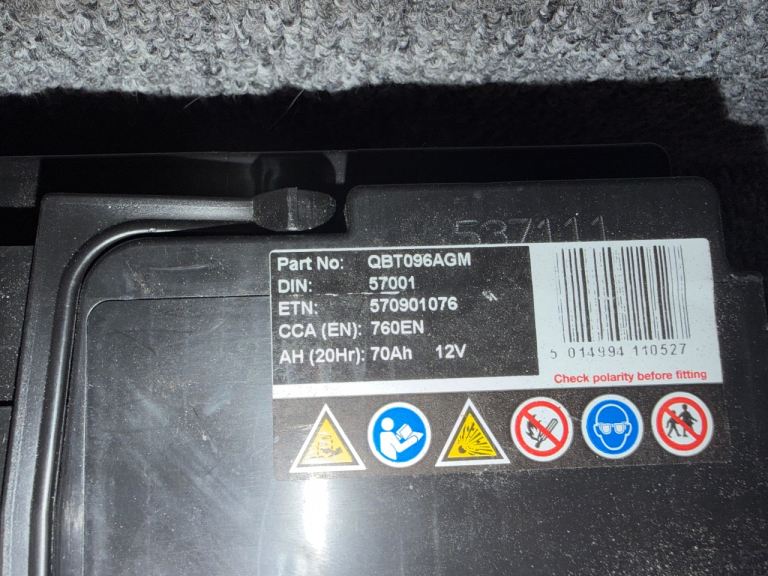 537111
Part No: QBT096AGM
DIN: 57001
ETN: 570901076
CCA (EN): 760EN
AH (20Hr): 70Ah 12V
5 014994 110527
Check polarity before fitting